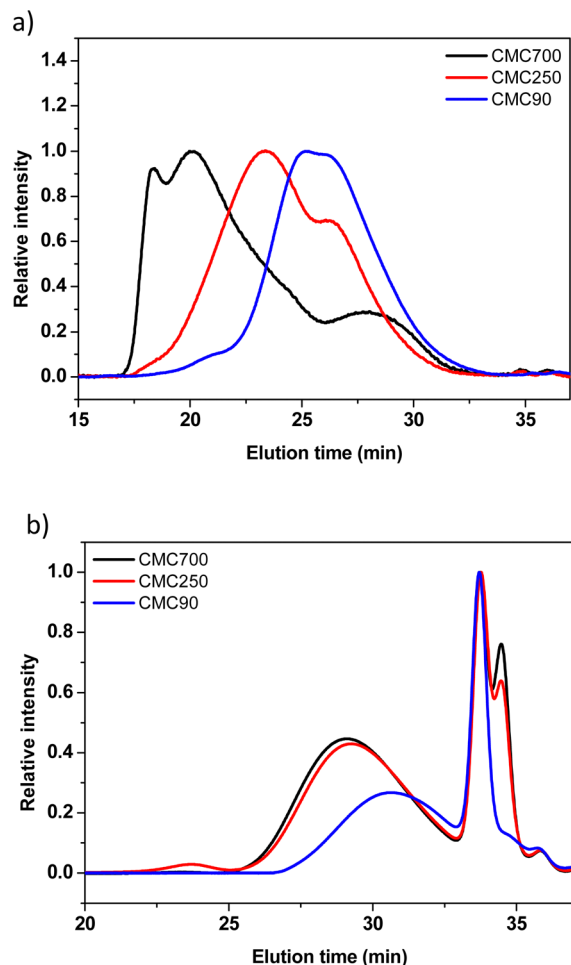 a)
1.4
1.2
1.0
0.8
0.6
0.4
0.2
0.0
Relative intensity
CMC700
CMC250
CMC90
15
20
25
30
35
Elution time (min)
b)
CMC700
CMC250
CMC90
1.0
0.8
0.6
0.4
0.2
0.0
Relative intensity
20
25
30
35
Elution time (min)